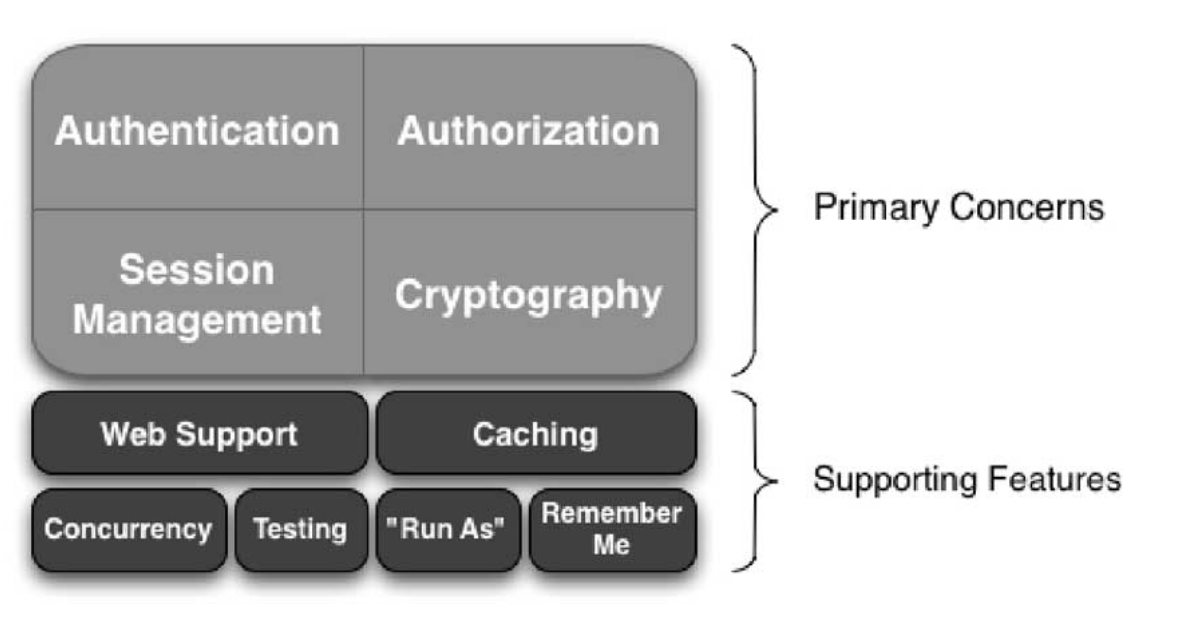 Authentication
Authorization
Session
Management
Cryptography
Primary Concerns
Web Support
Caching
Concurrency
Testing
"Run As"
Remember
Me
Supporting Features